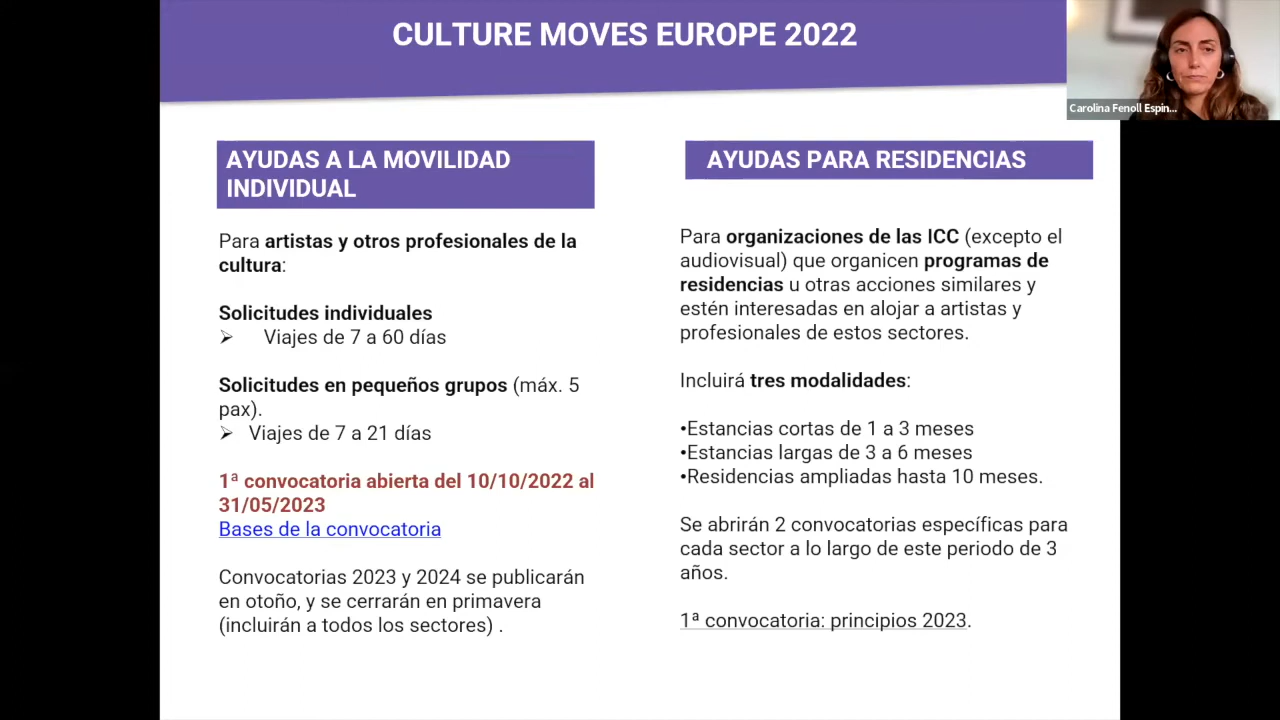 CULTURE MOVES EUROPE 2022
Carolina Fenoll Espin...
AYUDAS A LA MOVILIDAD
INDIVIDUAL
Para artistas y otros profesionales de la
cultura:
Solicitudes individuales
➢ Viajes de 7 a 60 días
Solicitudes en pequeños grupos (máx. 5
pax).
➢ Viajes de 7 a 21 días
1ª convocatoria abierta del 10/10/2022 al
31/05/2023
Bases de la convocatoria
Convocatorias 2023 y 2024 se publicarán
en otoño, y se cerrarán en primavera
(incluirán a todos los sectores) .
AYUDAS PARA RESIDENCIAS
Para organizaciones de las ICC (excepto el
audiovisual) que organicen programas de
residencias u otras acciones similares y
estén interesadas en alojar a artistas y
profesionales de estos sectores.
Incluirá tres modalidades:
•Estancias cortas de 1 a 3 meses
•Estancias largas de 3 a 6 meses
•Residencias ampliadas hasta 10 meses.
Se abrirán 2 convocatorias específicas para
cada sector a lo largo de este periodo de 3
años.
1ª convocatoria: principios 2023.